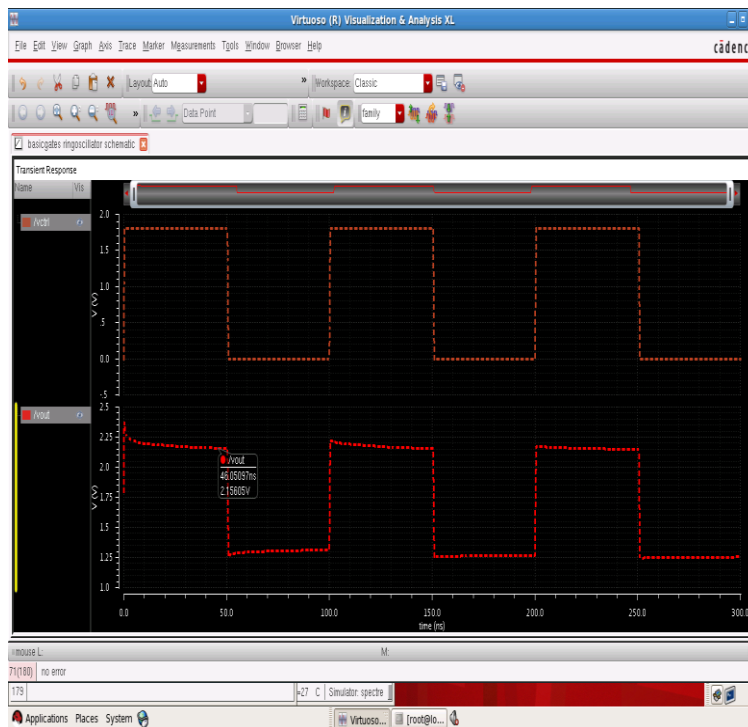 Virtuoso (R) Visualization & Analysis XL
File Edit View Graph Axis Trace Marker Measurements Tools Window Browser Help
cādenc
Layout: Auto » Workspace: Classic
» Data Point family
basicgates ringoscillator schematic
Transient Response
Name Vis
/vctrl
2.0
1.5
1.0
.5
0.0
-.5
V (V)
/vout
2.5
2.25
2.0
1.75
1.5
1.25
1.0
V (V)
/vout
46.05097ns
2.15605V
0.0 50.0 100.0 150.0 200.0 250.0 300.0
time (ns)
mouse L: M:
71(180) no error
179 =27 C Simulator: spectre
Applications Places System Virtuoso... [root@lo...